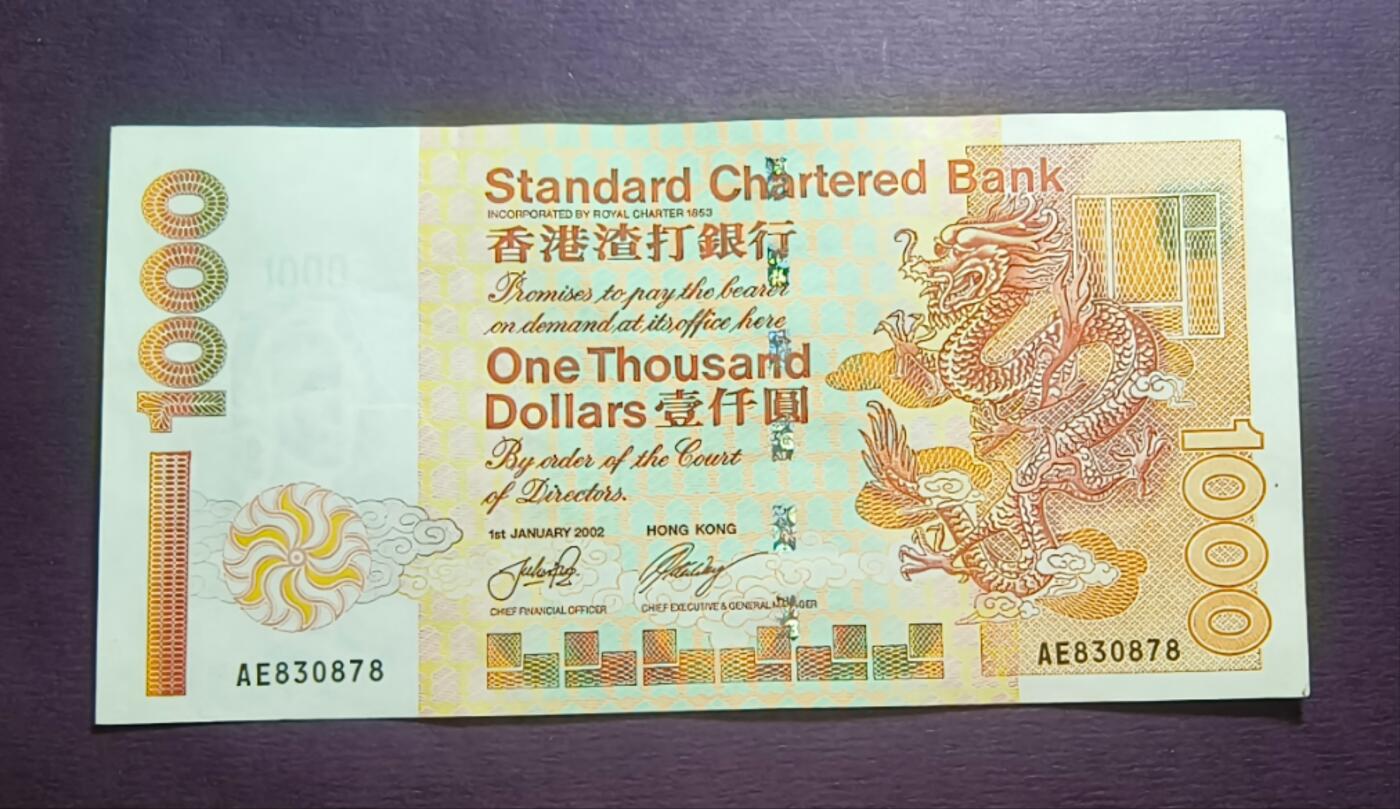 1000
Standard Chartered Bank
INCORPORATED BY ROYAL CHARTER 1853
香港渣打銀行
Promises to pay the bearer
on demand at its office here
One Thousand
Dollars 壹仟圓
By order of the Court
of Directors.
1st JANUARY 2002 HONG KONG
CHIEF FINANCIAL OFFICER CHIEF EXECUTIVE & GENERAL MANAGER
1000
AE830878
AE830878